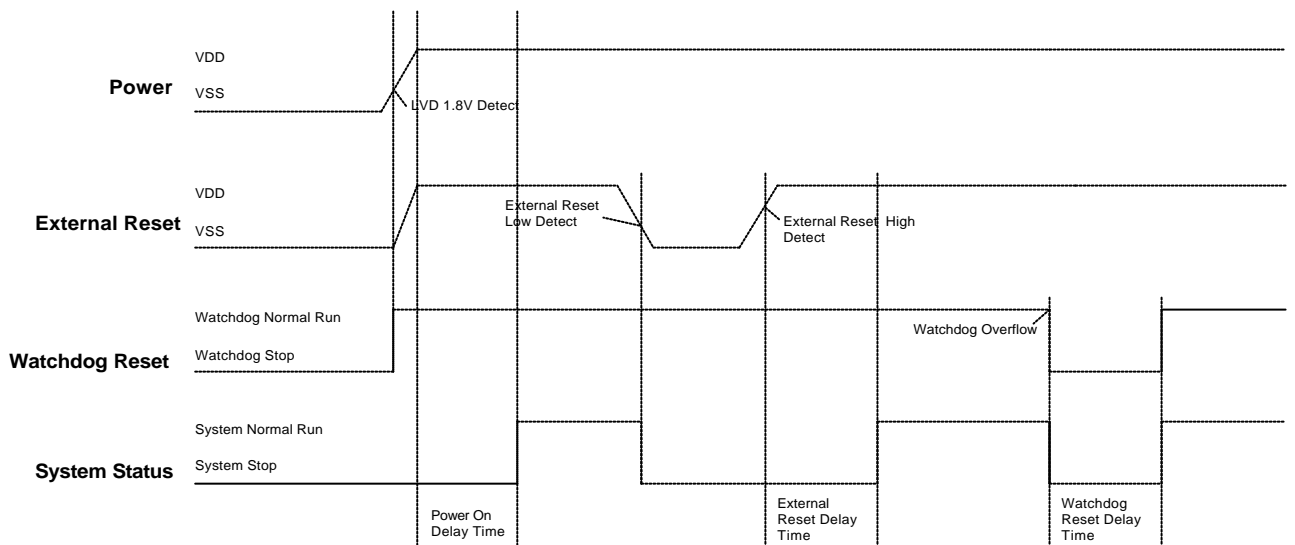 VDD
Power
VSS
LVD 1.8V Detect
VDD
External Reset
VSS
External Reset
Low Detect
External Reset High
Detect
Watchdog Normal Run
Watchdog Overflow
Watchdog Reset
Watchdog Stop
System Normal Run
System Status
System Stop
Power On
Delay Time
External
Reset Delay
Time
Watchdog
Reset Delay
Time